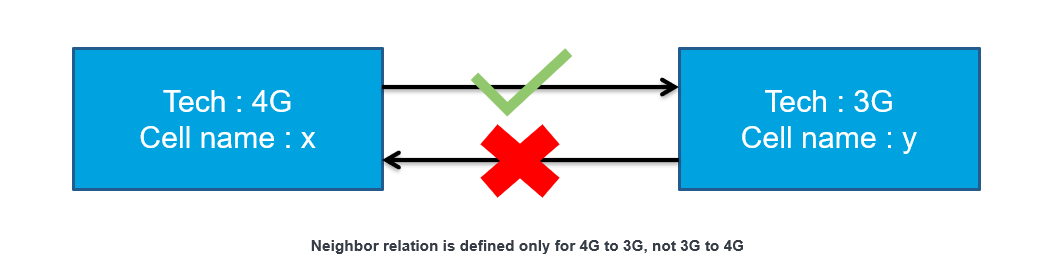 Tech : 4G
Cell name : x
Tech : 3G
Cell name : y
Neighbor relation is defined only for 4G to 3G, not 3G to 4G